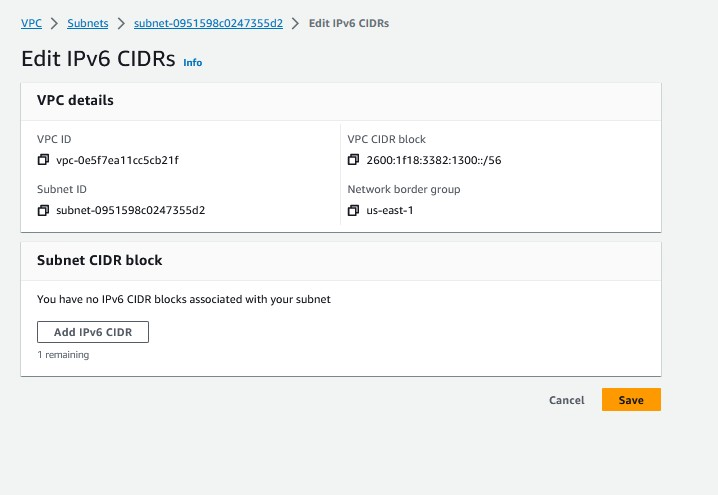 VPC > Subnets > subnet-0951598c0247355d2 > Edit IPv6 CIDRs
Edit IPv6 CIDRs Info
VPC details
VPC ID
vpc-0e5f7ea11cc5cb21f
VPC CIDR block
2600:1f18:3382:1300::/56
Subnet ID
subnet-0951598c0247355d2
Network border group
us-east-1
Subnet CIDR block
You have no IPv6 CIDR blocks associated with your subnet
Add IPv6 CIDR
1 remaining
Cancel Save